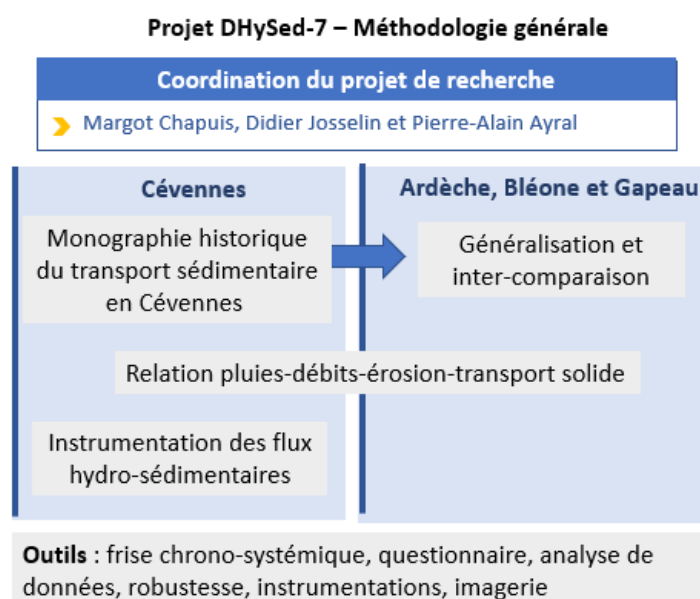 Projet DHySed-7 – Méthodologie générale
Coordination du projet de recherche
Margot Chapuis, Didier Josselin et Pierre-Alain Ayral
Cévennes
Monographie historique
du transport sédimentaire
en Cévennes
Ardèche, Bléone et Gapeau
Généralisation et
inter-comparaison
Relation pluies-débits-érosion-transport solide
Instrumentation des flux
hydro-sédimentaires
Outils : frise chrono-systémique, questionnaire, analyse de
données, robustesse, instrumentations, imagerie